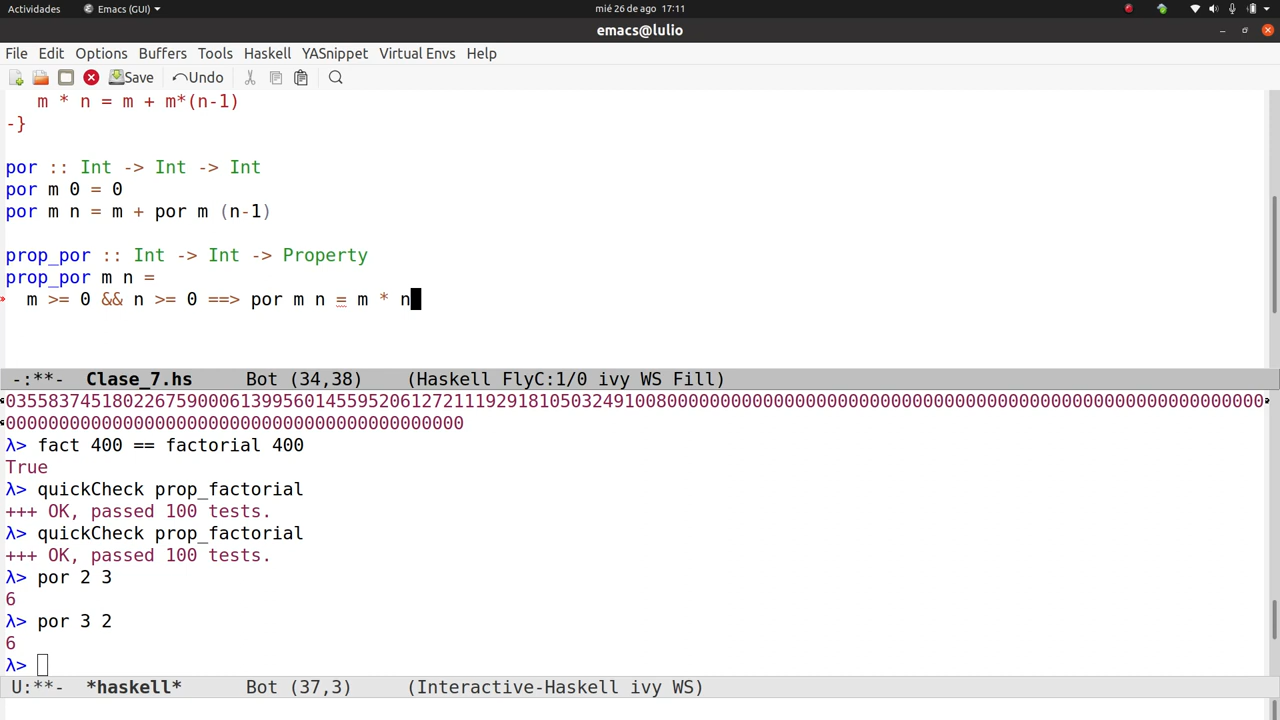 Actividades Emacs (GUI) mié 26 de ago 17:11
emacs@lulio
File Edit Options Buffers Tools Haskell YASnippet Virtual Envs Help
Save Undo
m * n = m + m*(n-1)
-}
por :: Int -> Int -> Int
por m 0 = 0
por m n = m + por m (n-1)
prop_por :: Int -> Int -> Property
prop_por m n =
m >= 0 && n >= 0 ==> por m n = m * n
-:**- Clase_7.hs Bot (34,38) (Haskell FlyC:1/0 ivy WS Fill)
λ> fact 400 == factorial 400
True
λ> quickCheck prop_factorial
+++ OK, passed 100 tests.
λ> quickCheck prop_factorial
+++ OK, passed 100 tests.
λ> por 2 3
6
λ> por 3 2
6
λ>
U:**- *haskell* Bot (37,3) (Interactive-Haskell ivy WS)